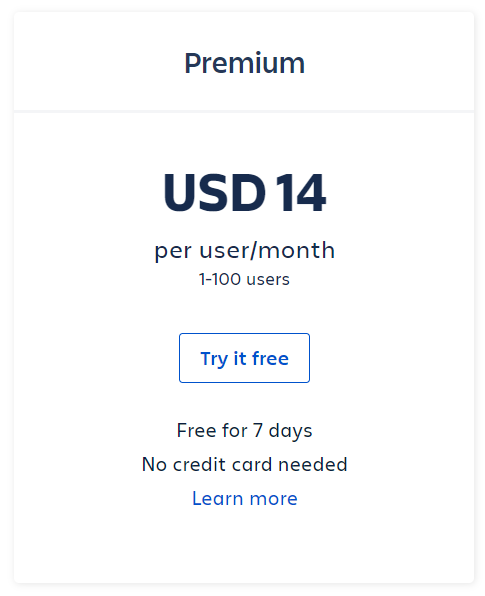 Premium
USD 14
per user/month
1-100 users
Try it free
Free for 7 days
No credit card needed
Learn more